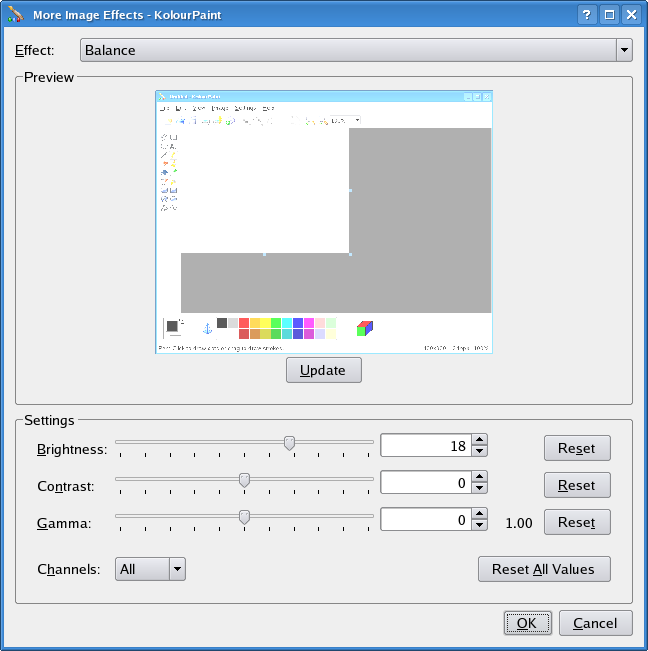 More Image Effects - KolourPaint
?
Effect: Balance
Preview
Update
Settings
Brightness: 18 Reset
Contrast: 0 Reset
Gamma: 0 1.00 Reset
Channels: All Reset All Values
OK Cancel